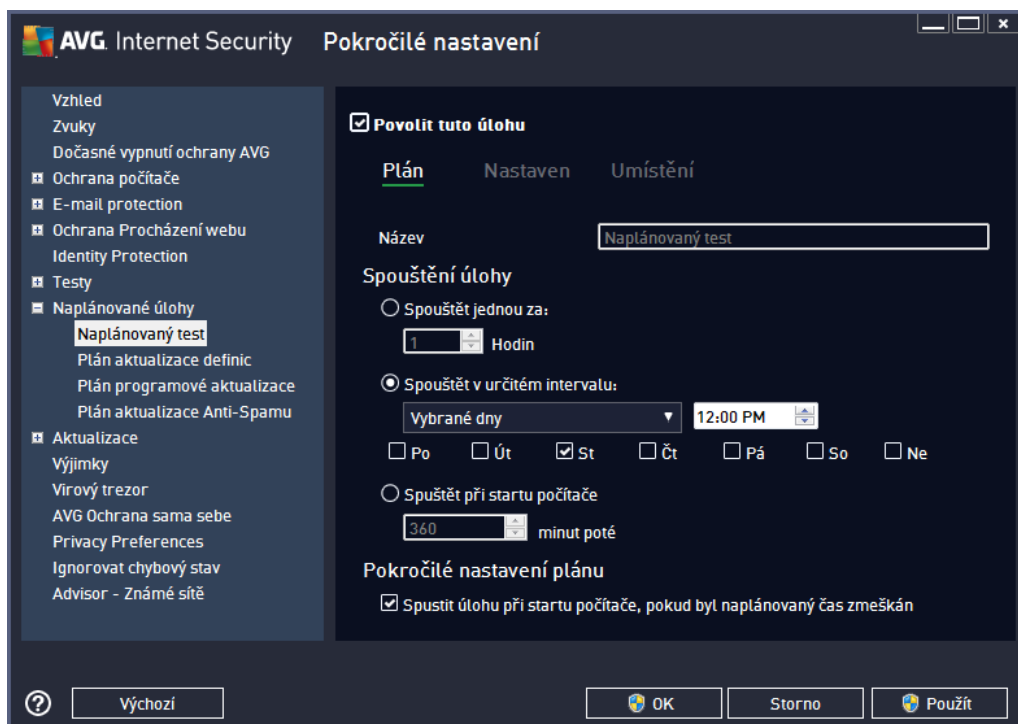 AVG. Internet Security Pokročilé nastavení
Vzhled
Zvuky
Dočasné vypnutí ochrany AVG
Ochrana počítače
E-mail protection
Ochrana Procházení webu
Identity Protection
Testy
Naplánované úlohy
Naplánovaný test
Plán aktualizace definic
Plán programové aktualizace
Plán aktualizace Anti-Spamu
Aktualizace
Výjimky
Virový trezor
AVG Ochrana sama sebe
Privacy Preferences
Ignorovat chybový stav
Advisor - Známé sítě
Povolit tuto úlohu
Plán Nastaven Umístění
Název Naplánovaný test
Spouštění úlohy
Spouštět jednou za:
1 Hodin
Spouštět v určitém intervalu:
Vybrané dny 12:00 PM
Po Út St Čt Pá So Ne
Spuštět při startu počítače
360 minut poté
Pokročilé nastavení plánu
Spustit úlohu při startu počítače, pokud byl naplánovaný čas zmeškán
? Výchozí OK Storno Použít